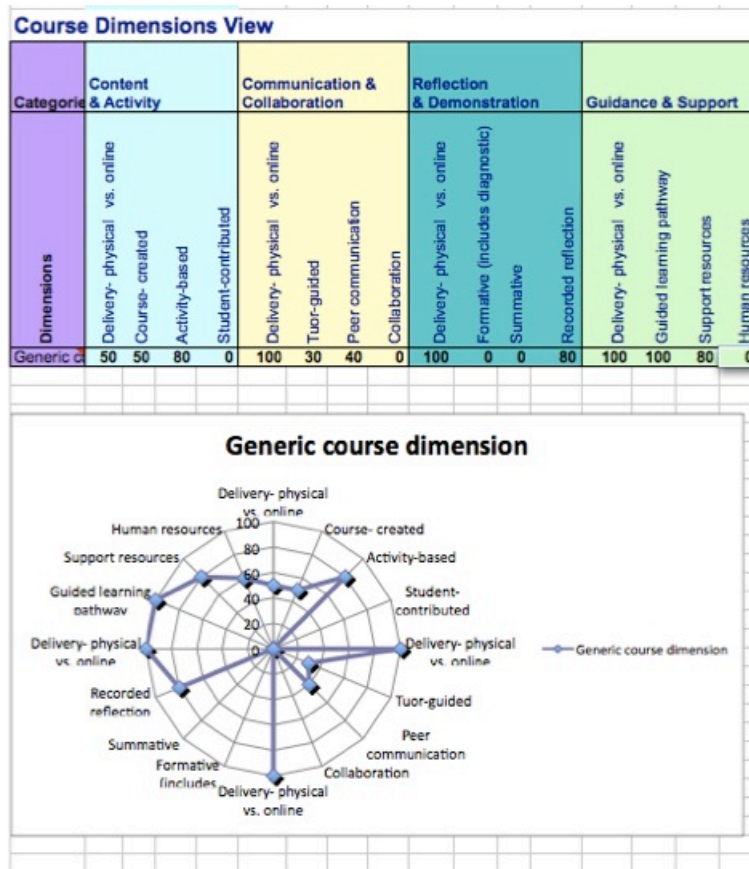 Course Dimensions View
Categorie
Content
& Activity
Communication &
Collaboration
Reflection
& Demonstration
Guidance & Support
Dimensions
Delivery- physical vs. online
Course- created
Activity-based
Student-contributed
Delivery- physical vs. online
Tuor-guided
Peer communication
Collaboration
Delivery- physical vs. online
Formative (includes diagnostic)
Summative
Recorded reflection
Delivery- physical vs. online
Guided learning pathway
Support resources
Human resources
Generic c 50 50 80 0 100 30 40 0 100 0 0 80 100 100 80
Generic course dimension
Delivery- physical
vs. online
Human resources
Course- created
Support resources
Activity-based
Guided learning
pathway
Student-
contributed
Delivery- physical
vs. online
Delivery- physical
vs. online
Recorded
reflection
Tuor-guided
Summative
Peer
communication
Formative
(includes
Collaboration
Delivery- physical
vs. online
100
80
60
40
20
0
Generic course dimension